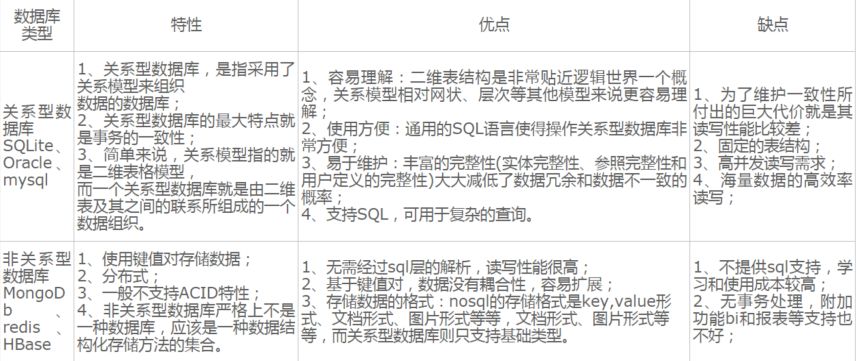 数据库
类型
特性
优点
缺点
关系型数
据库
SQLite、
Oracle、
mysql
1、关系型数据库，是指采用了
关系模型来组织
数据的数据库；
2、关系型数据库的最大特点就
是事务的一致性；
3、简单来说，关系模型指的就
是二维表格模型，
而一个关系型数据库就是由二维
表及其之间的联系所组成的一个
数据组织。
1、容易理解：二维表结构是非常贴近逻辑世界一个概
念，关系模型相对网状、层次等其他模型来说更容易理
解；
2、使用方便：通用的SQL语言使得操作关系型数据库非
常方便；
3、易于维护：丰富的完整性(实体完整性、参照完整性和
用户定义的完整性)大大减低了数据冗余和数据不一致的
概率；
4、支持SQL，可用于复杂的查询。
1、为了维护一致性所
付出的巨大代价就是其
读写性能比较差；
2、固定的表结构；
3、高并发读写需求；
4、海量数据的高效率
读写；
非关系型
数据库
MongoD
b、
redis、
HBase
1、使用键值对存储数据；
2、分布式；
3、一般不支持ACID特性；
4、非关系型数据库严格上不是
一种数据库，应该是一种数据结
构化存储方法的集合。
1、无需经过sql层的解析，读写性能很高；
2、基于键值对，数据没有耦合性，容易扩展；
3、存储数据的格式：nosql的存储格式是key,value形
式、文档形式、图片形式等等，文档形式、图片形式等
等，而关系型数据库则只支持基础类型。
1、不提供sql支持，学
习和使用成本较高；
2、无事务处理，附加
功能bi和报表等支持也
不好；